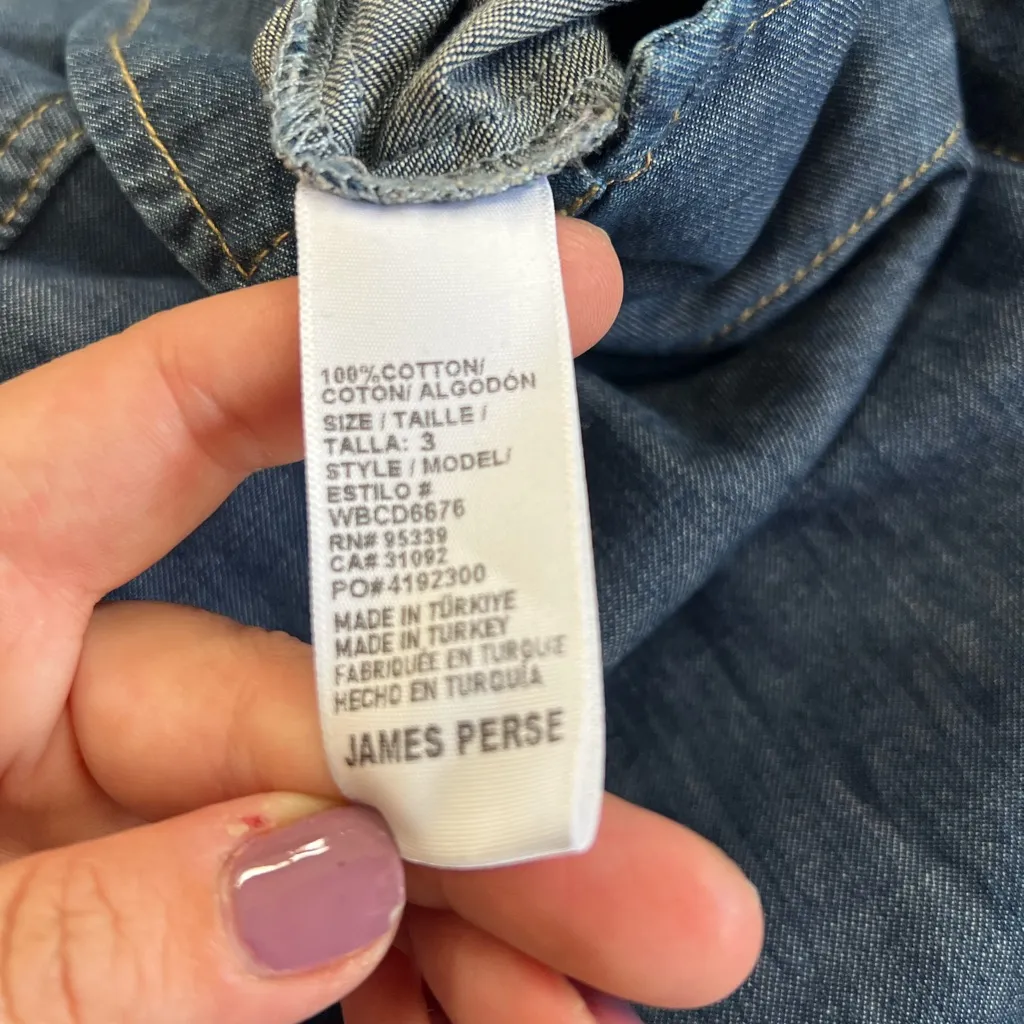 100%COTTON/
COTON/ ALGODÓN
SIZE / TAILLE /
TALLA: 3
STYLE / MODEL/
ESTILO #
WBCD6676
RN# 95339
CA# 31092
PO#4192300
MADE IN TÜRKIYE
MADE IN TURKEY
FABRIQUÉE EN TURQUIE
HECHO EN TURQUÍA
JAMES PERSE